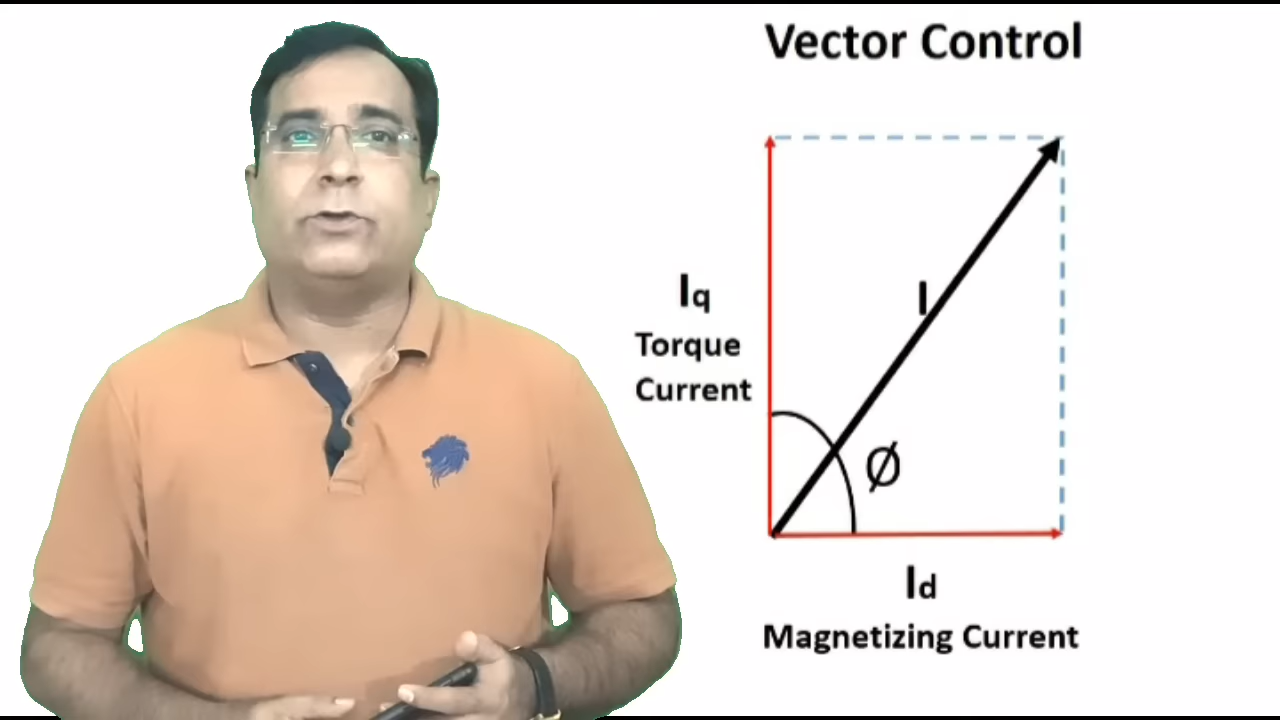 Vector Control
Iq
Torque
Current
I
Ø
Id
Magnetizing Current